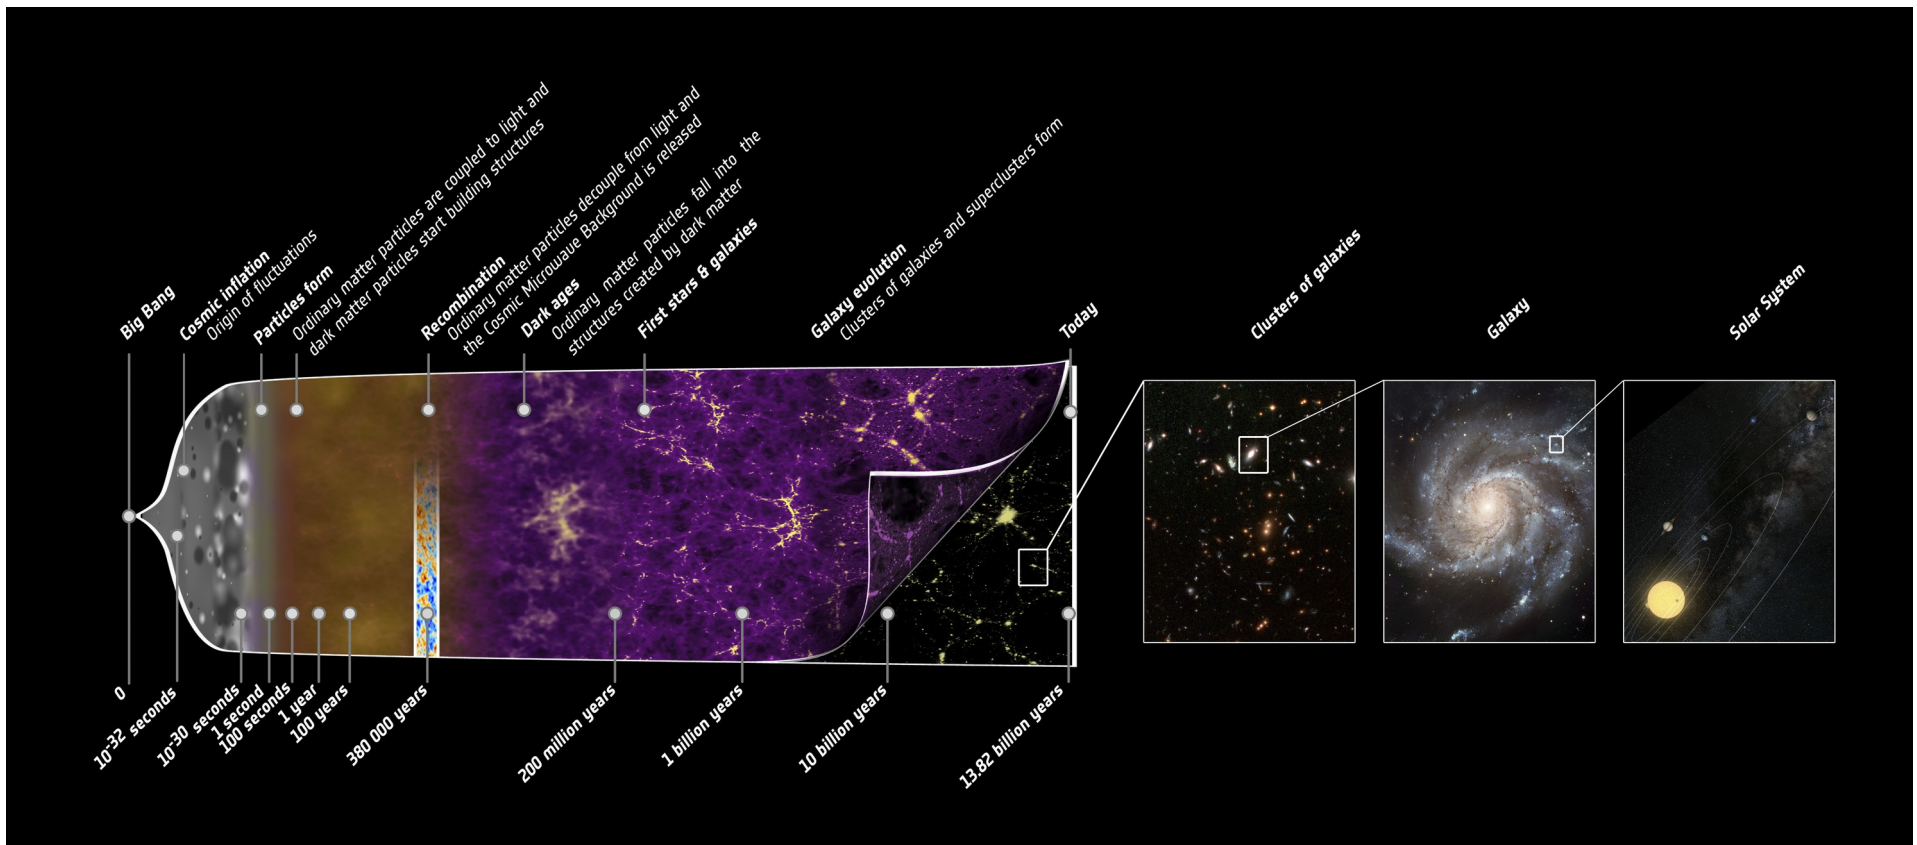 Big Bang
Cosmic inflation
Origin of fluctuations
Particles form
Ordinary matter particles are coupled to light and
dark matter particles start building structures
Recombination
Ordinary matter particles decouple from light and
the Cosmic Microwave Background is released
Dark ages
Ordinary matter particles fall into the
structures created by dark matter
First stars & galaxies
Galaxy evolution
Clusters of galaxies and superclusters form
Today
Clusters of galaxies
Galaxy
Solar System
0
10-32 seconds
10-30 seconds
1 second
100 seconds
1 year
100 years
380 000 years
200 million years
1 billion years
10 billion years
13.82 billion years